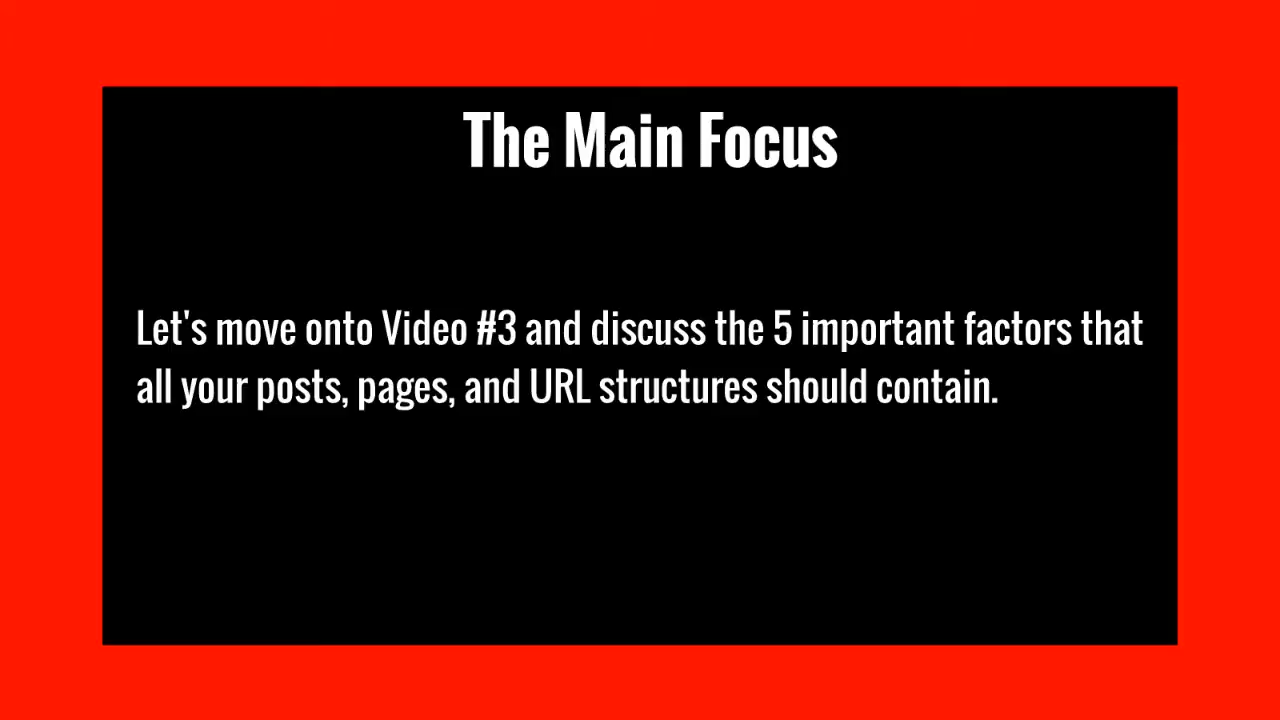 The Main Focus
Let's move onto Video #3 and discuss the 5 important factors that
all your posts, pages, and URL structures should contain.